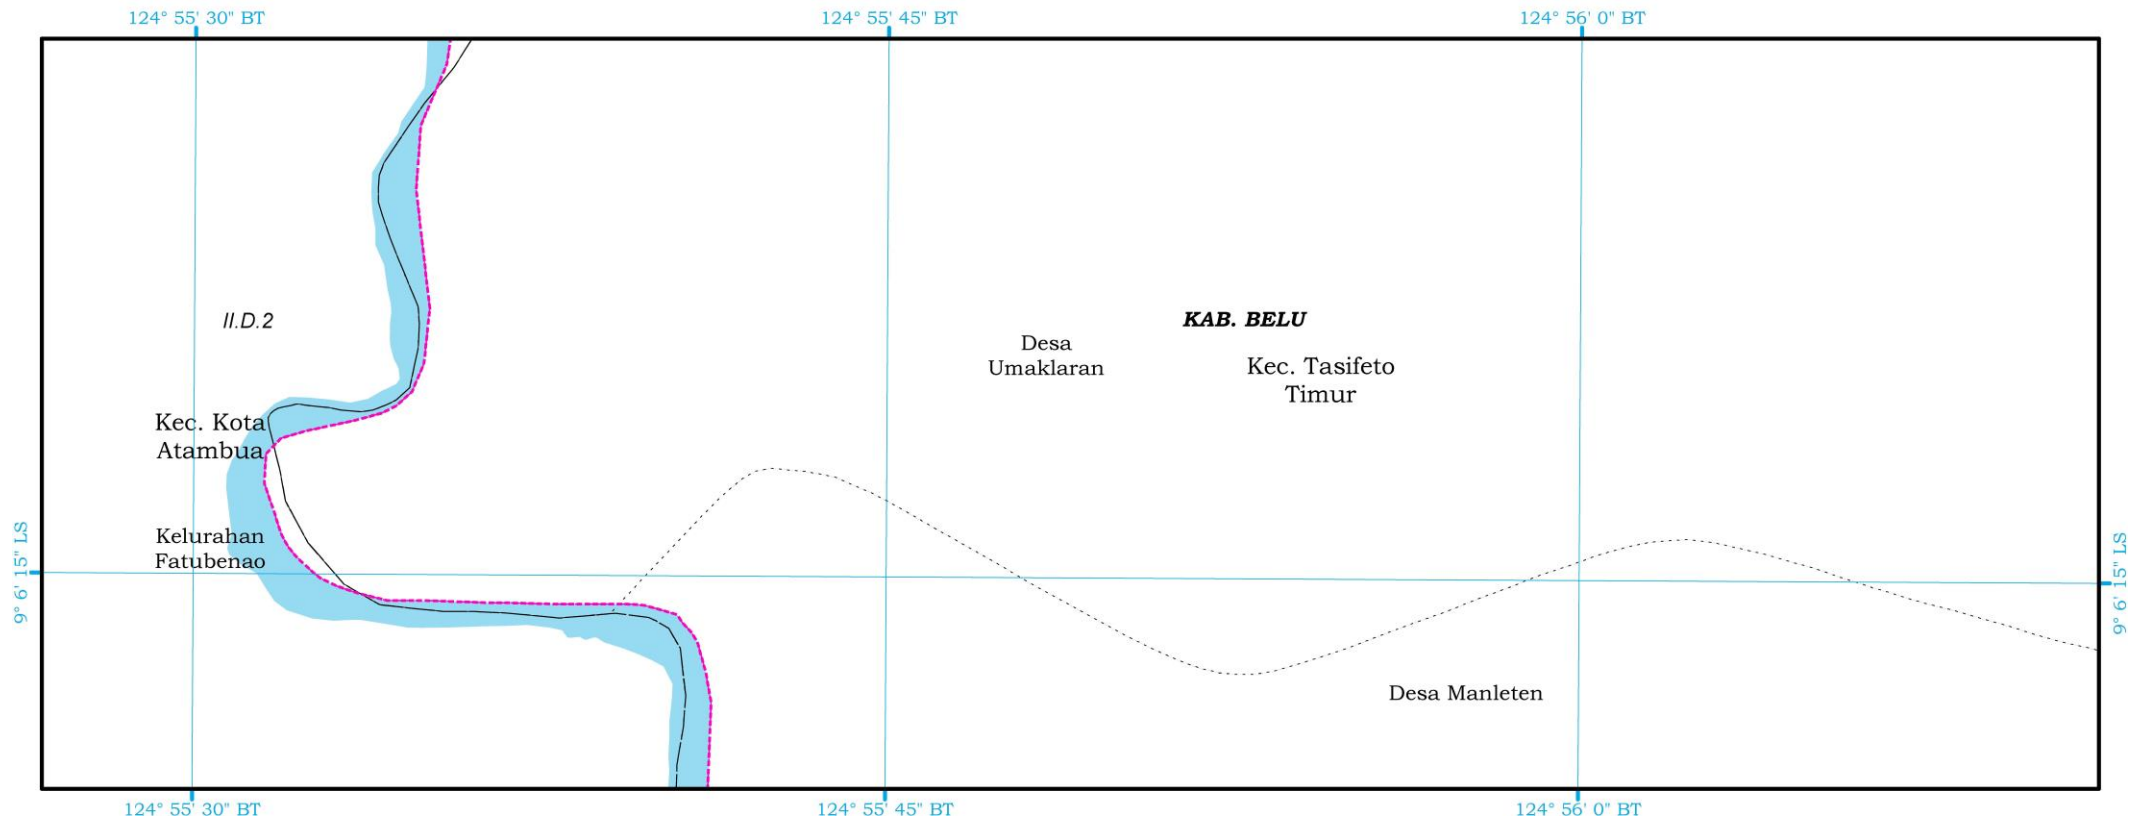 124° 55' 30" BT
124° 55' 45" BT
124° 56' 0" BT
II.D.2
KAB. BELU
Desa
Umaklaran
Kec. Tasifeto
Timur
Kec. Kota
Atambua
Kelurahan
Fatubenao
9° 6' 15" LS
9° 6' 15" LS
Desa Manleten
124° 55' 30" BT
124° 55' 45" BT
124° 56' 0" BT